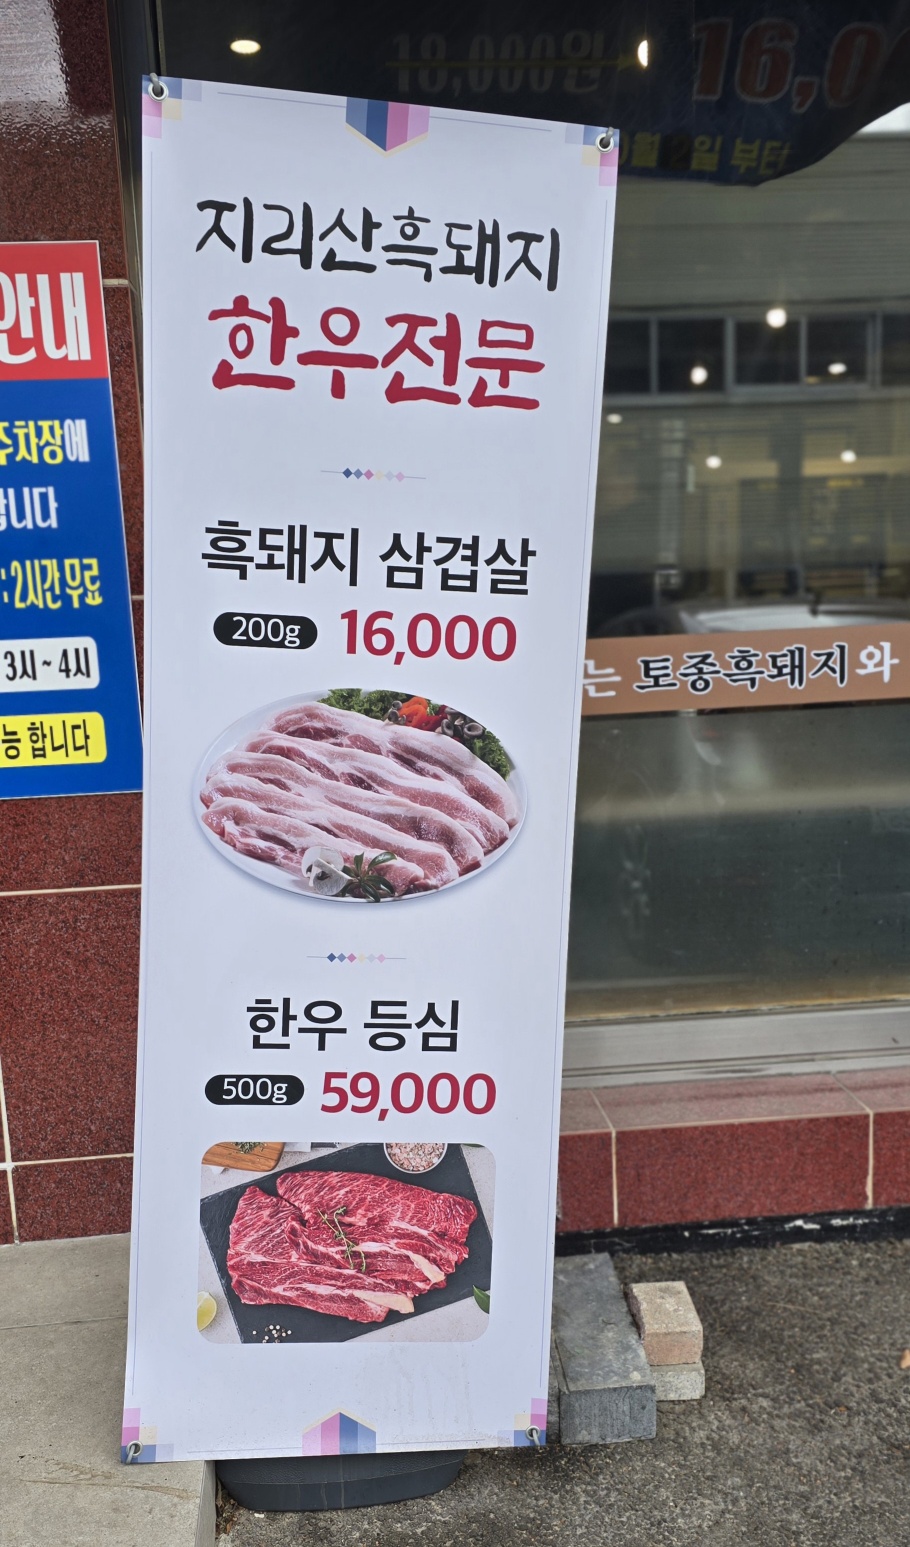 지리산흑돼지
한우전문
흑돼지 삼겹살
200g 16,000
한우 등심
500g 59,000
안내
주차장에
합니다
: 2시간 무료
3시 ~ 4시
능 합니다
18,000원
16,0
일 부터
는 토종흑돼지와